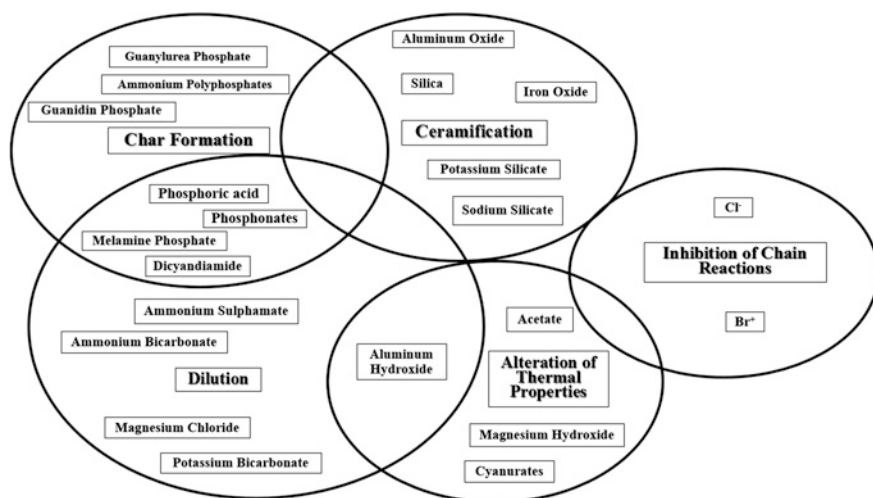 Guanylurea Phosphate
Ammonium Polyphosphates
Guanidin Phosphate
Char Formation
Aluminum Oxide
Silica
Iron Oxide
Ceramification
Potassium Silicate
Sodium Silicate
Phosphoric acid
Phosphonates
Melamine Phosphate
Dicyandiamide
Cl-
Inhibition of Chain
Reactions
Br+
Ammonium Sulphamate
Ammonium Bicarbonate
Dilution
Magnesium Chloride
Potassium Bicarbonate
Aluminum
Hydroxide
Acetate
Alteration of
Thermal
Properties
Magnesium Hydroxide
Cyanurates